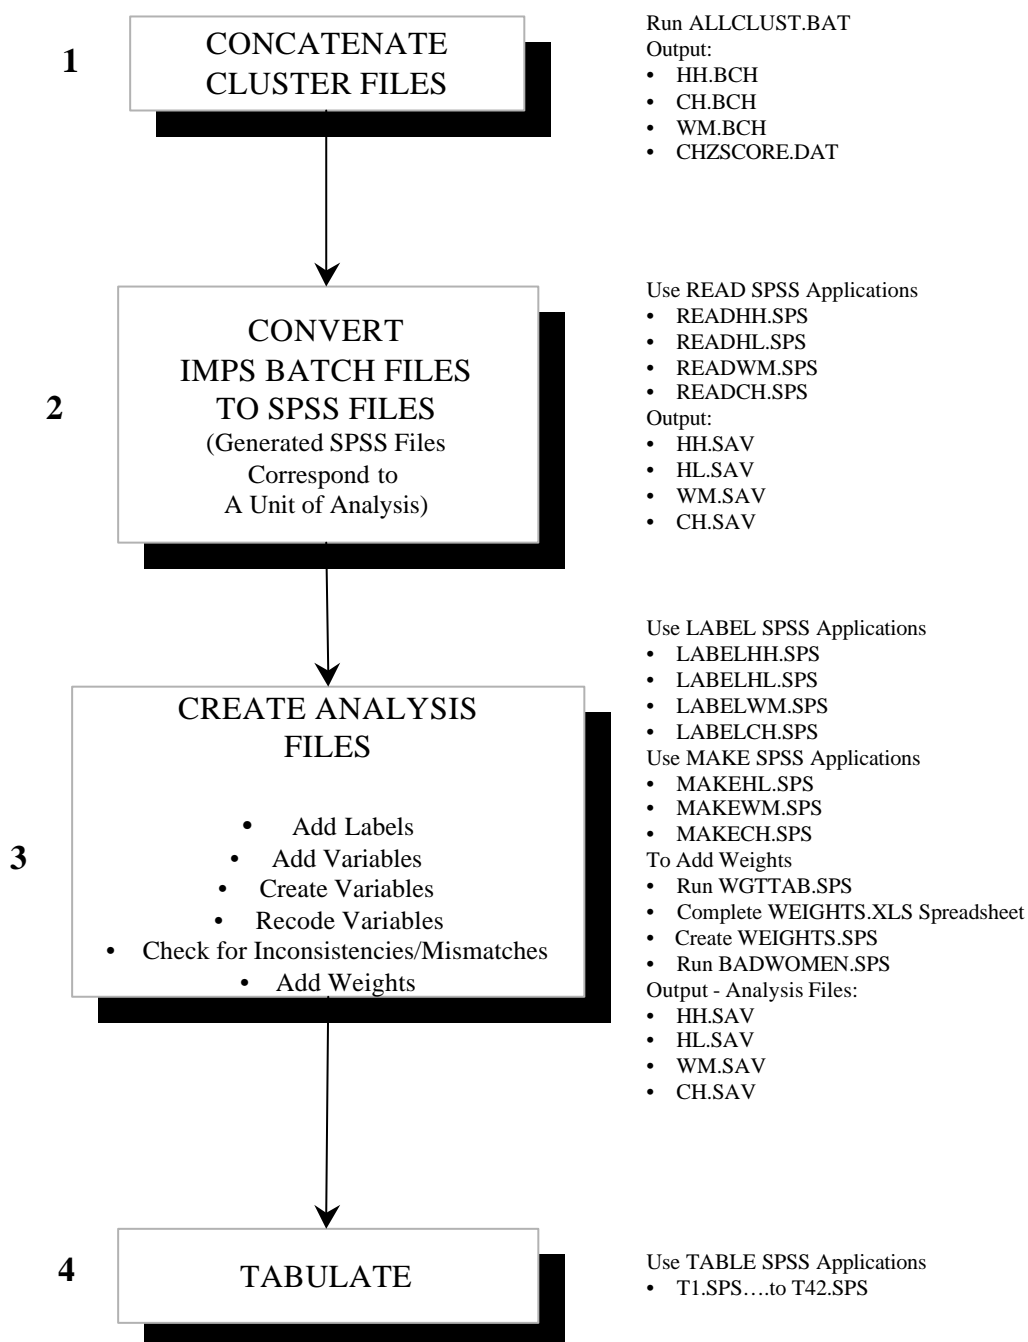 1
CONCATENATE
CLUSTER FILES
Run ALLCLUST.BAT
Output:
• HH.BCH
• CH.BCH
• WM.BCH
• CHZSCORE.DAT
2
CONVERT
IMPS BATCH FILES
TO SPSS FILES
(Generated SPSS Files
Correspond to
A Unit of Analysis)
Use READ SPSS Applications
• READHH.SPS
• READHL.SPS
• READWM.SPS
• READCH.SPS
Output:
• HH.SAV
• HL.SAV
• WM.SAV
• CH.SAV
3
CREATE ANALYSIS
FILES
• Add Labels
• Add Variables
• Create Variables
• Recode Variables
• Check for Inconsistencies/Mismatches
• Add Weights
Use LABEL SPSS Applications
• LABELHH.SPS
• LABELHL.SPS
• LABELWM.SPS
• LABELCH.SPS
Use MAKE SPSS Applications
• MAKEHL.SPS
• MAKEWM.SPS
• MAKECH.SPS
To Add Weights
• Run WGTTAB.SPS
• Complete WEIGHTS.XLS Spreadsheet
• Create WEIGHTS.SPS
• Run BADWOMEN.SPS
Output - Analysis Files:
• HH.SAV
• HL.SAV
• WM.SAV
• CH.SAV
4
TABULATE
Use TABLE SPSS Applications
• T1.SPS….to T42.SPS